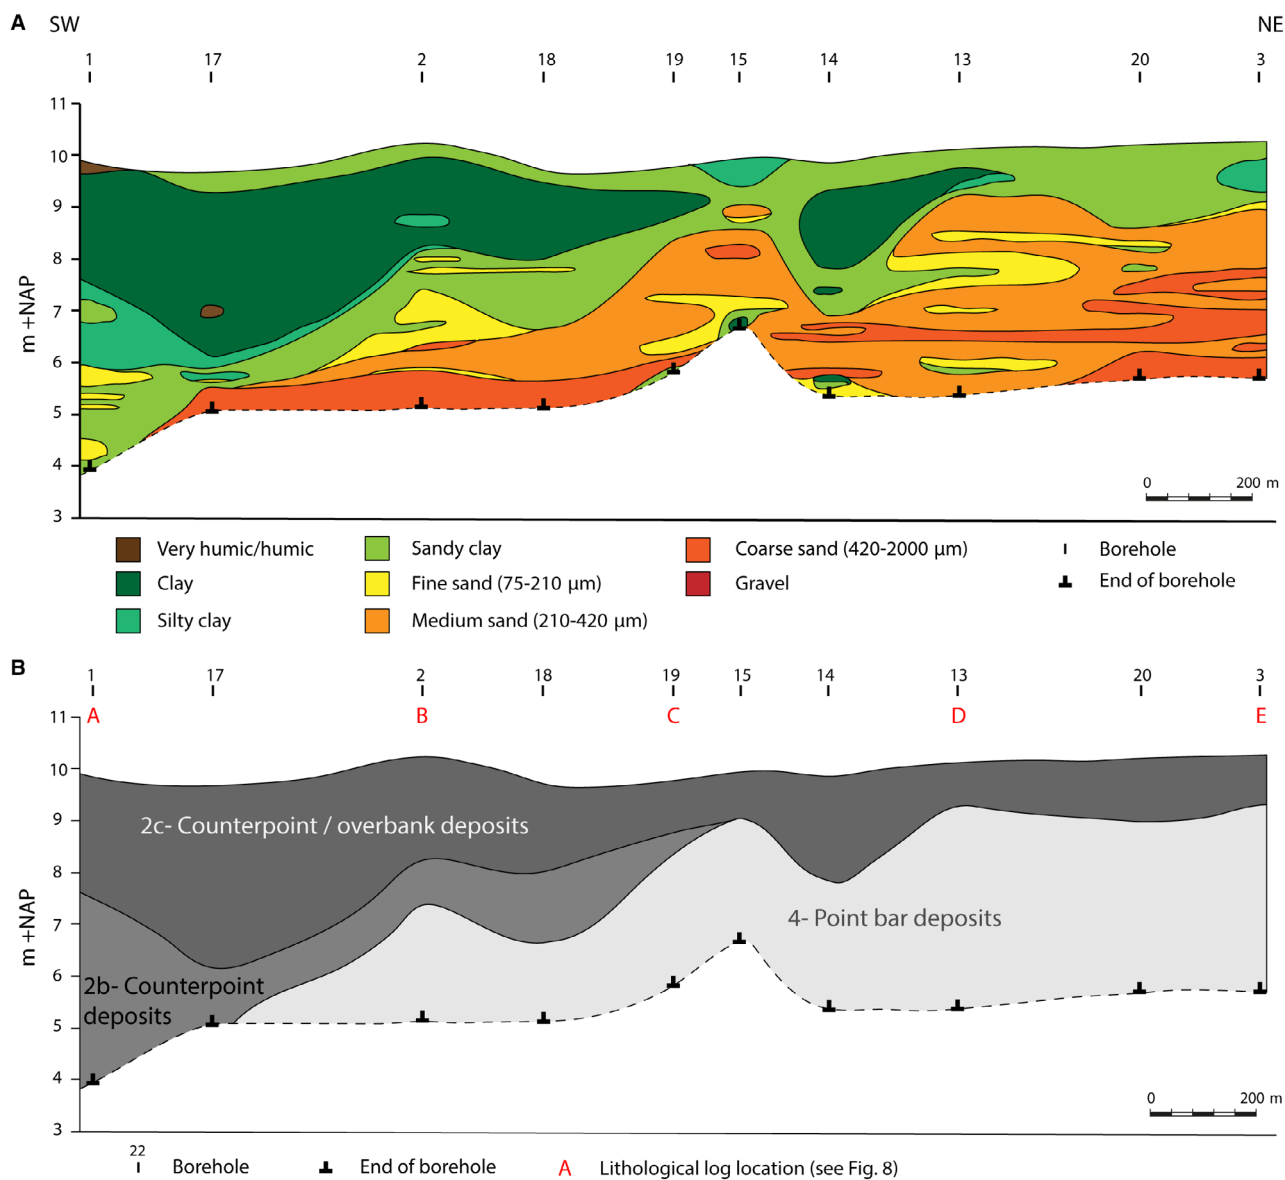 A SW NE
1 17 2 18 19 15 14 13 20 3
11
10
9
8
7
6
5
4
3
m +NAP
0 200 m
Very humic/humic Sandy clay Coarse sand (420-2000 µm) Borehole
Clay Fine sand (75-210 µm) Gravel End of borehole
Silty clay Medium sand (210-420 µm)
B
1 17 2 18 19 15 14 13 20 3
A B C D E
11
10
9
8
7
6
5
4
3
m +NAP
2c- Counterpoint / overbank deposits
4- Point bar deposits
2b- Counterpoint
deposits
0 200 m
22 Borehole End of borehole A Lithological log location (see Fig. 8)